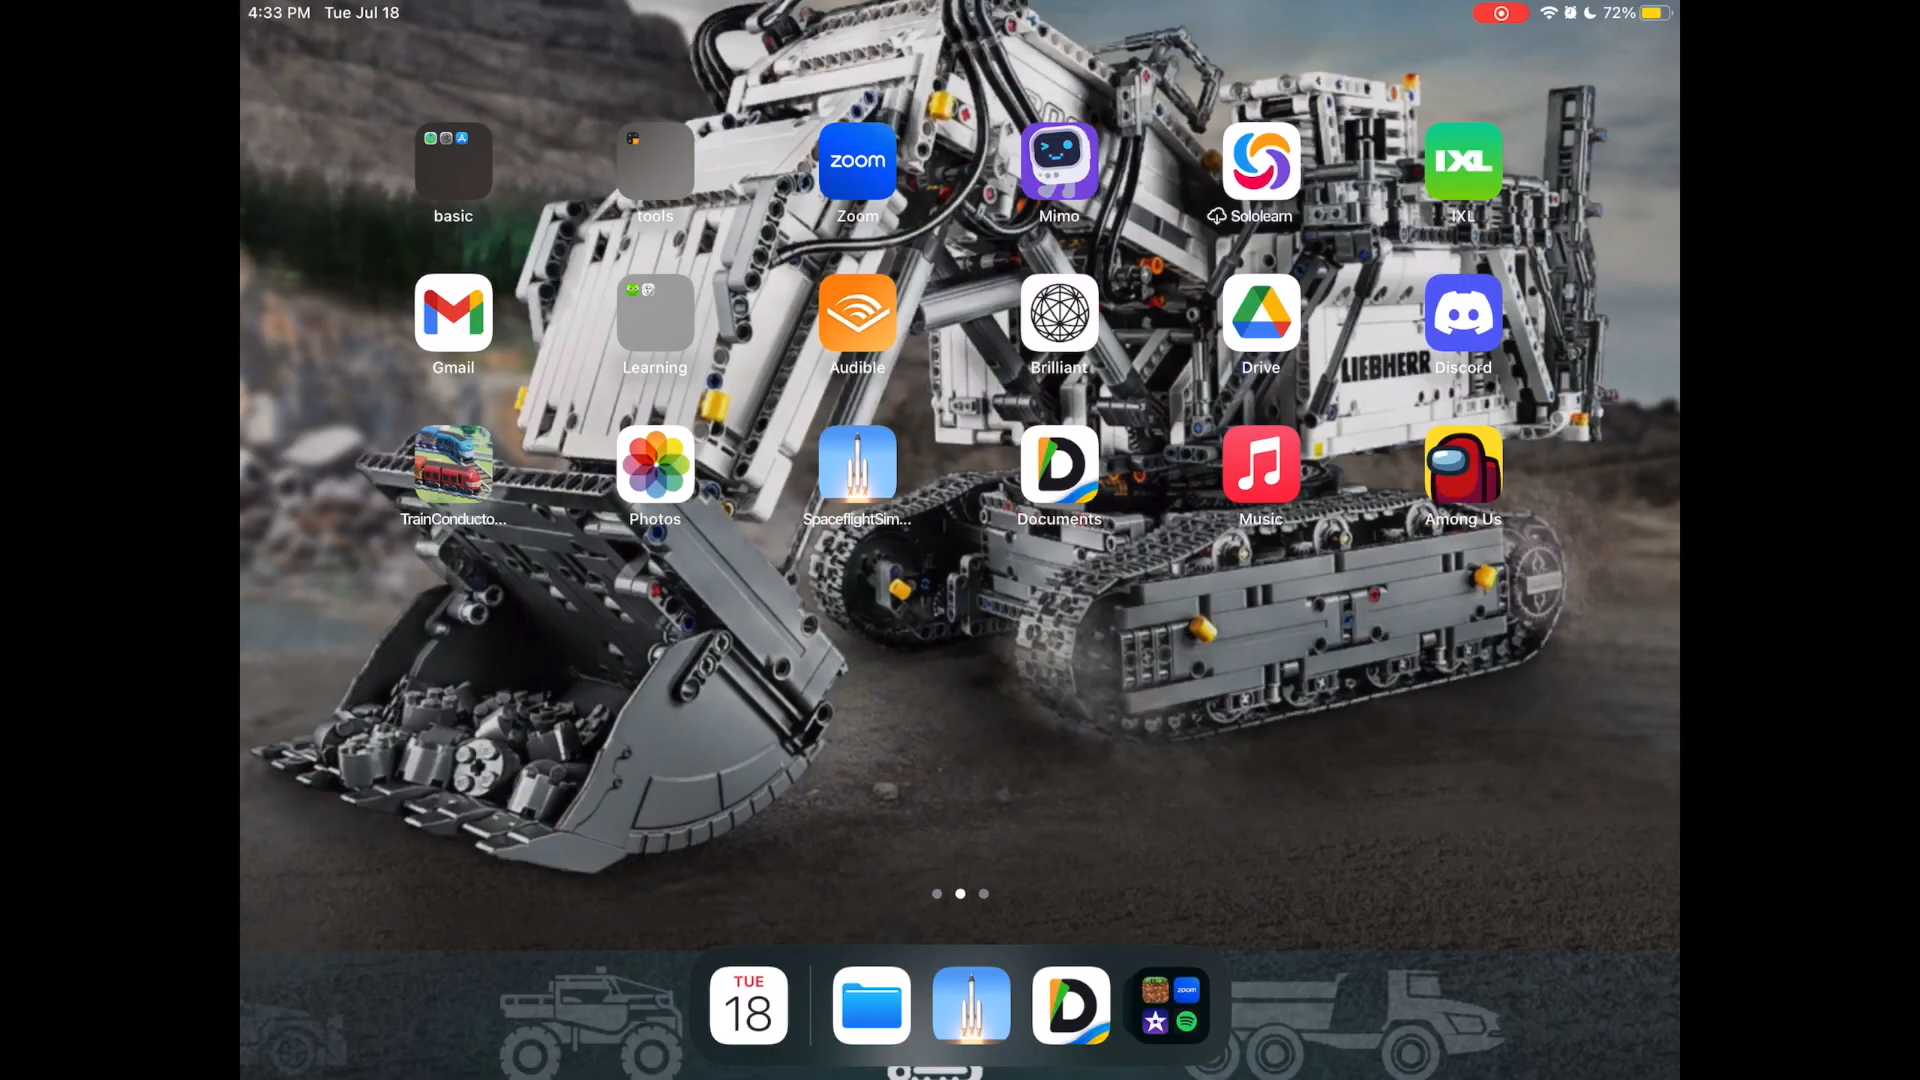 4:33 PM Tue Jul 18
72%
zoom
IXL
basic
tools
Zoom
Mimo
Sololearn
IXL
LIEBHERR
Gmail
Learning
Audible
Brilliant
Drive
Discord
TrainConducto...
Photos
SpaceflightSim...
Documents
Music
Among Us
TUE
18
zoom